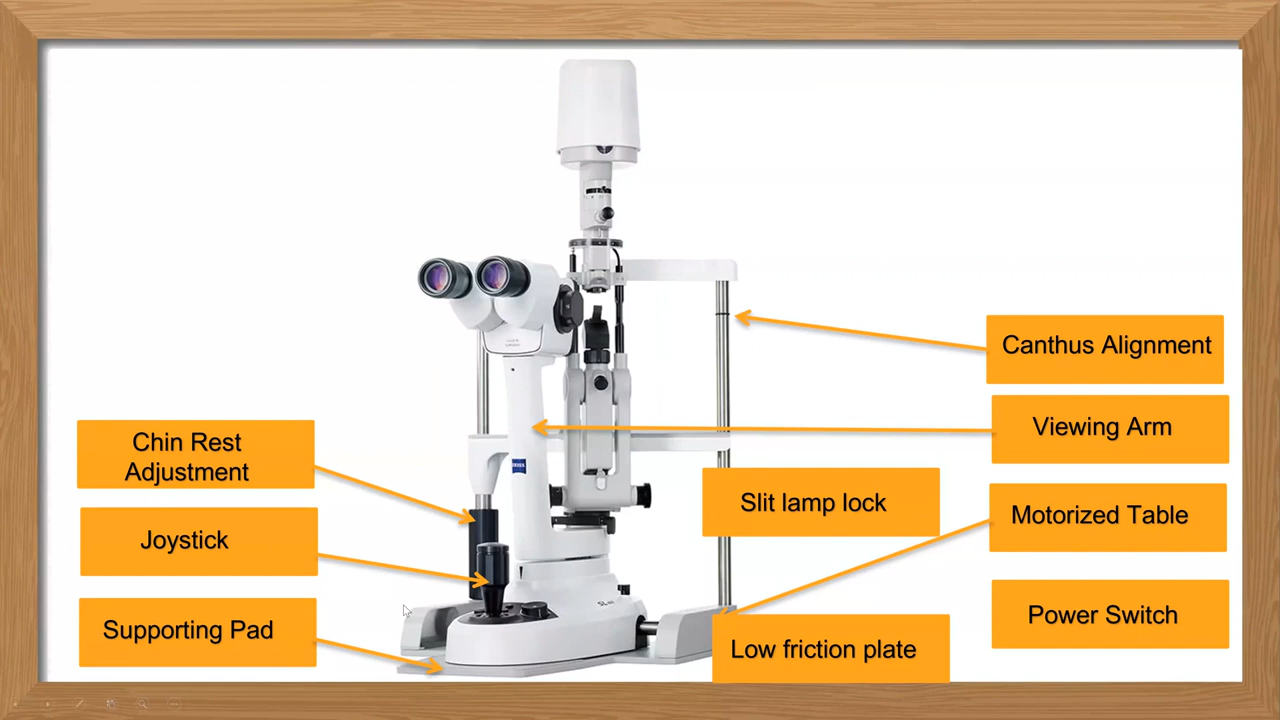 Canthus Alignment
Viewing Arm
Chin Rest
Adjustment
ZEISS
Slit lamp lock
Motorized Table
Joystick
Supporting Pad
Power Switch
Low friction plate